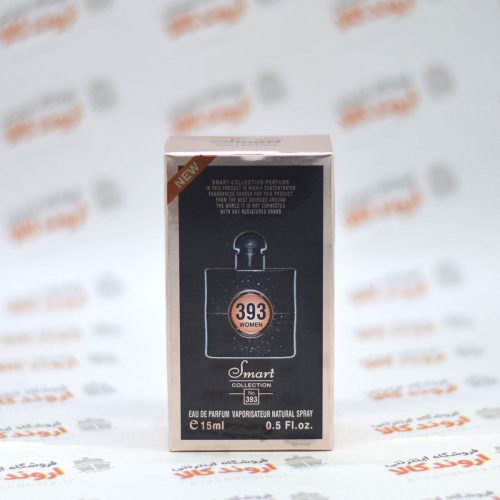 Smart
COLLECTION
NEW
SMART COLLECTION PERFUME
IN THIS PRODUCT IS HIGHLY CONCENTRATED
FRAGRANCES CHOSEN FOR THIS PRODUCT
FROM THE BEST SOURCES AROUND
THE WORLD IT IS NOT CONNECTED
WITH ANY REGISTERED BRAND
393
WOMEN
Smart
COLLECTION
No.
393
EAU DE PARFUM VAPORISATEUR NATURAL SPRAY
℮15ml 0.5 Fl.oz.
فروشگاه اینترنتی
اروند کالا